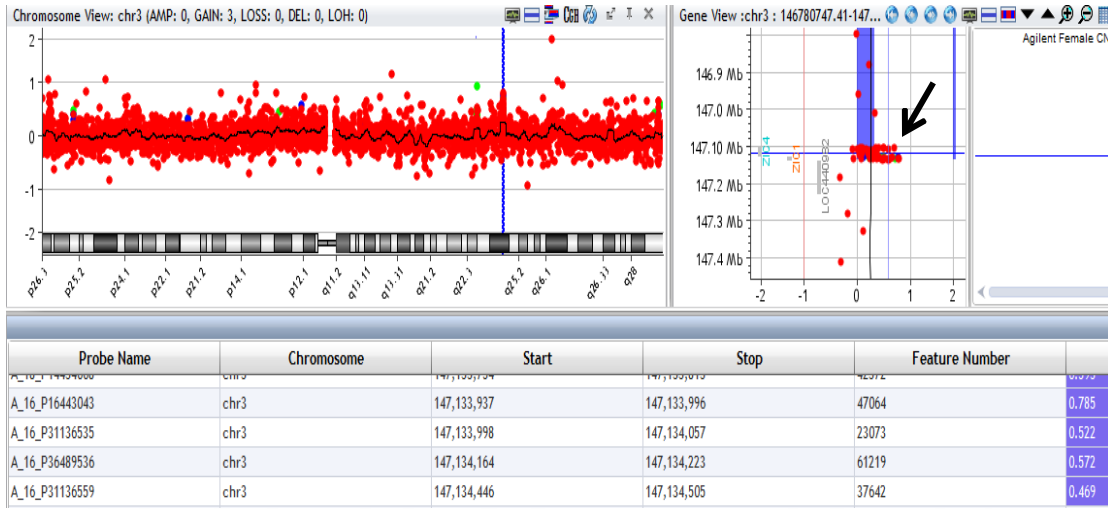 Chromosome View: chr3 (AMP: 0, GAIN: 3, LOSS: 0, DEL: 0, LOH: 0)
CGH
2
1
0
-1
-2
p26.3 p25.2 p24.1 p22.1 p21.2 p14.1 p12.1 q11.2 q13.11 q13.31 q21.2 q22.3 q25.2 q26.1 q26.33 q28
Gene View :chr3 : 146780747.41-147...
146.9 Mb
147.0 Mb
147.10 Mb
147.2 Mb
147.3 Mb
147.4 Mb
ZIC4
ZIC1
LOC440982
-2 -1 0 1 2
Agilent Female CN
Probe Name Chromosome Start Stop Feature Number
A_16_P16443043 chr3 147,133,937 147,133,996 47064 0.785
A_16_P31136535 chr3 147,133,998 147,134,057 23073 0.522
A_16_P36489536 chr3 147,134,164 147,134,223 61219 0.572
A_16_P31136559 chr3 147,134,446 147,134,505 37642 0.469